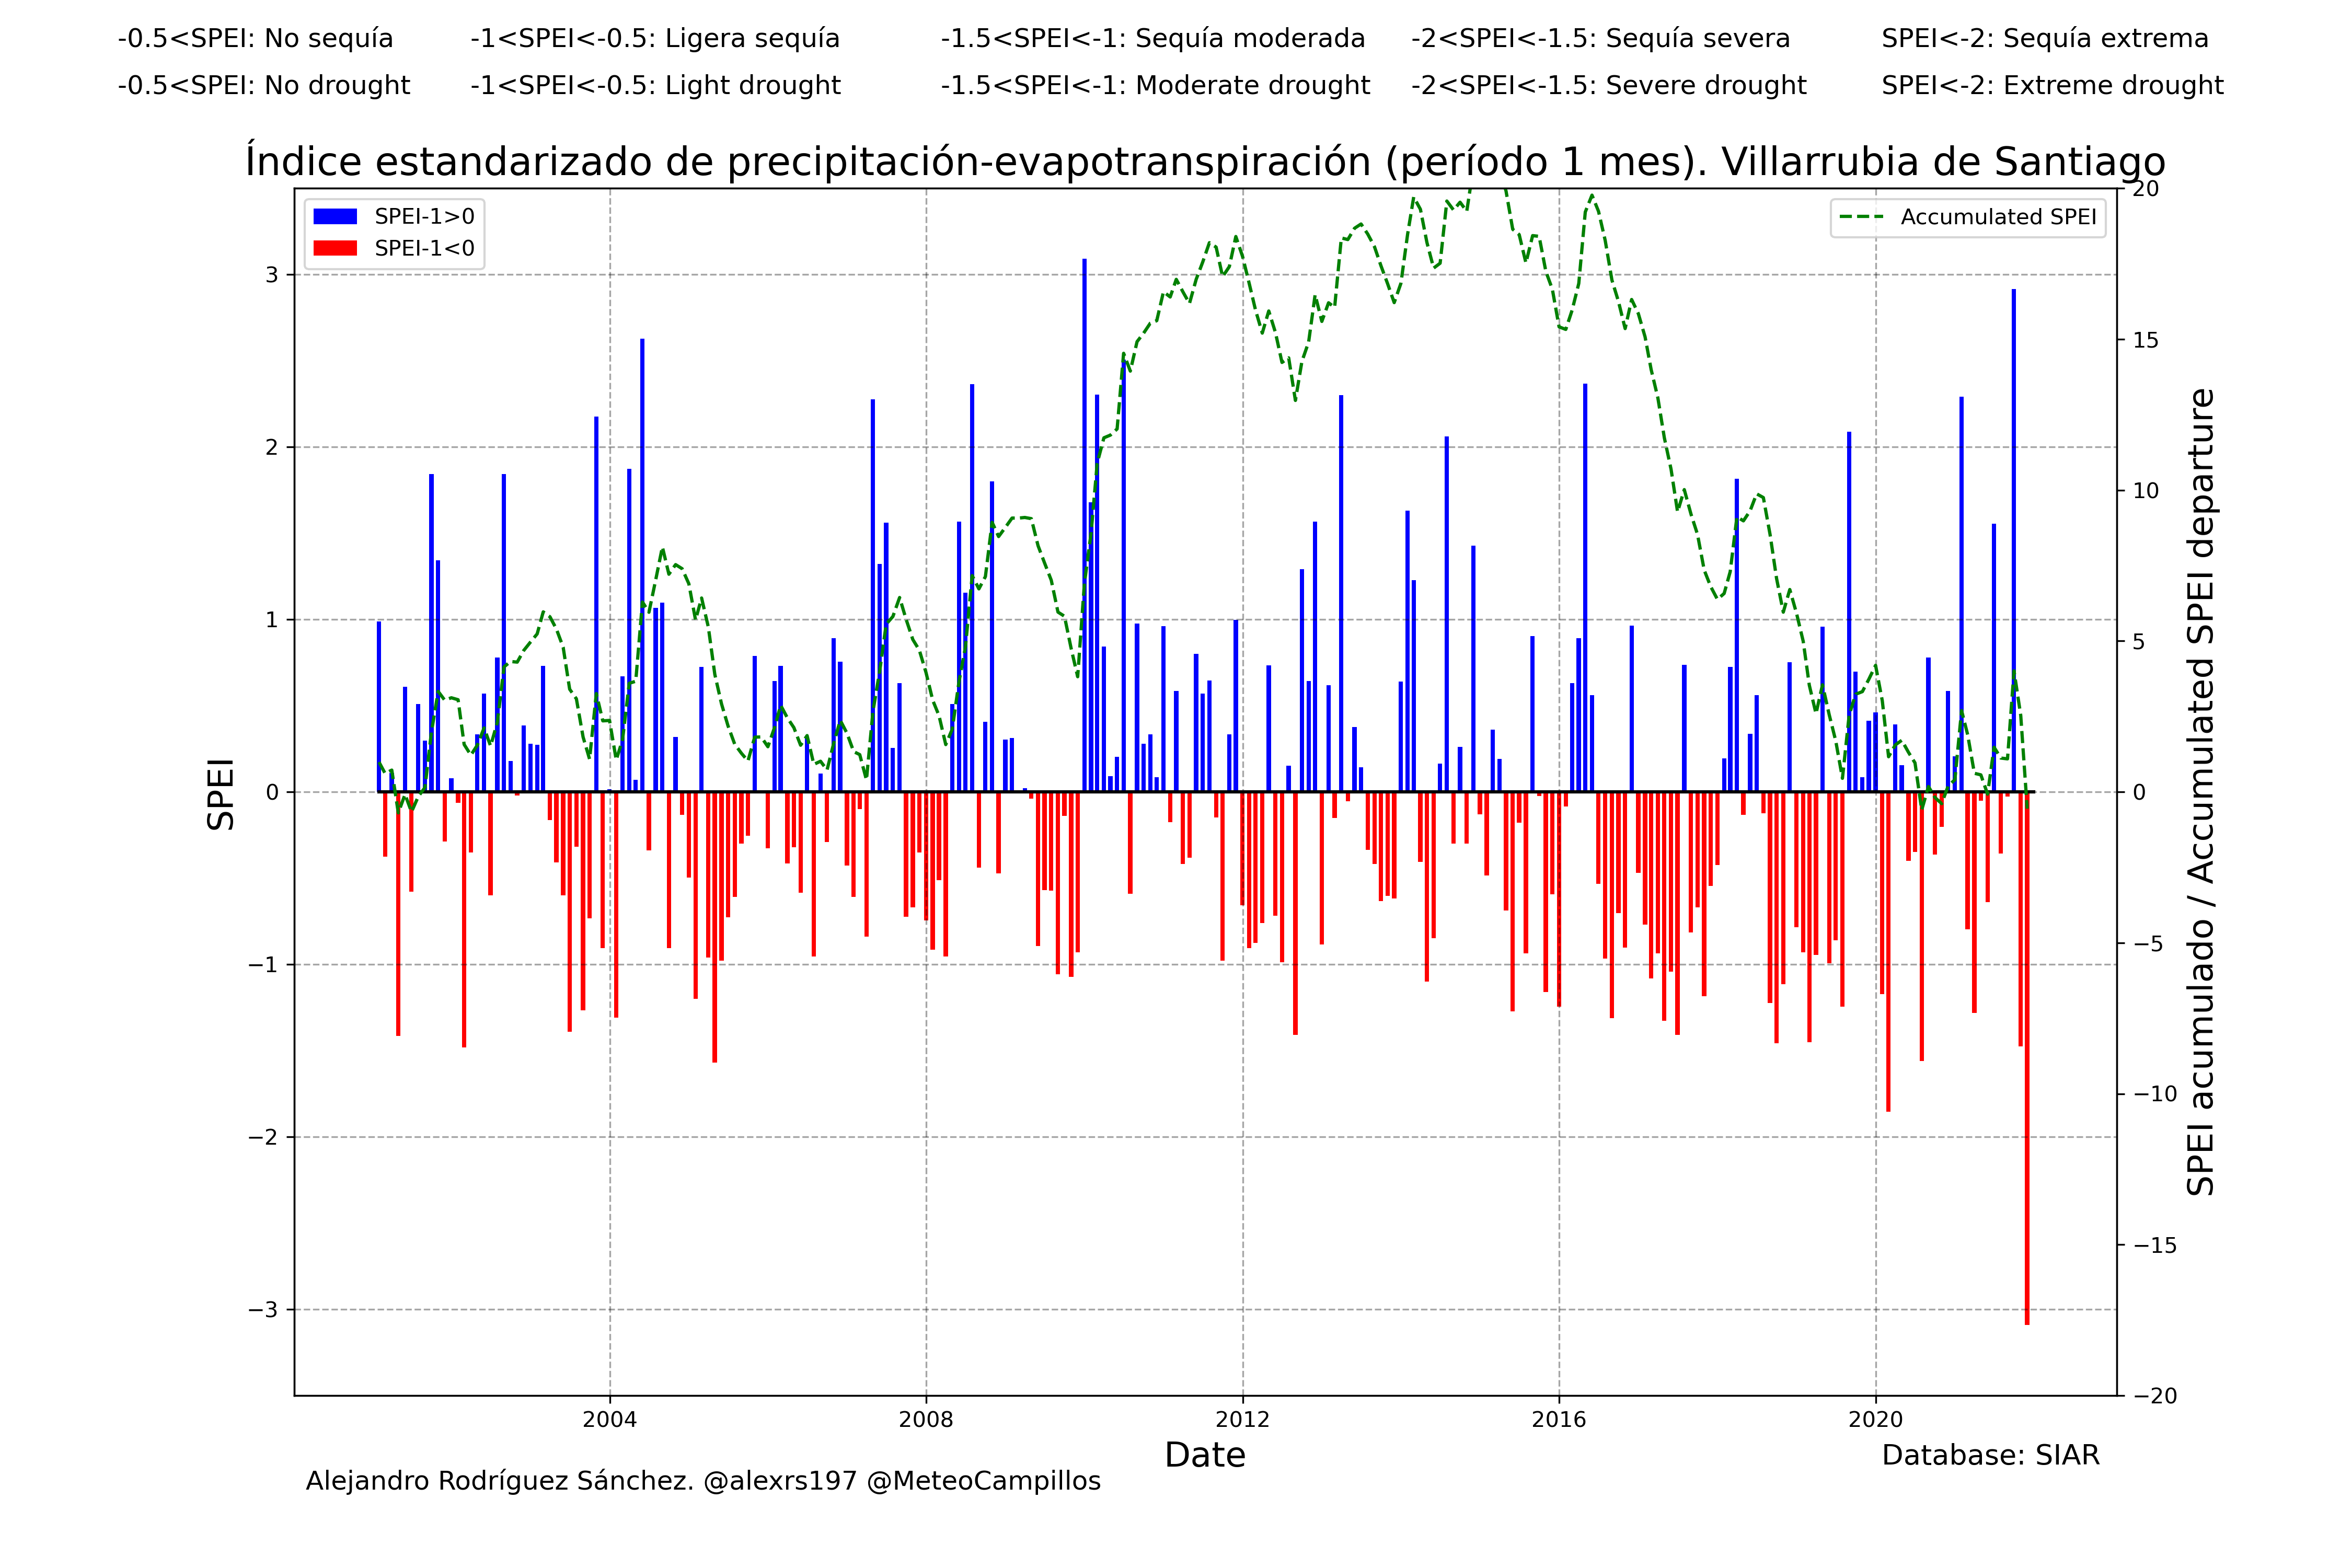 -0.5<SPEI: No sequía -1<SPEI<-0.5: Ligera sequía -1.5<SPEI<-1: Sequía moderada -2<SPEI<-1.5: Sequía severa SPEI<-2: Sequía extrema
-0.5<SPEI: No drought -1<SPEI<-0.5: Light drought -1.5<SPEI<-1: Moderate drought -2<SPEI<-1.5: Severe drought SPEI<-2: Extreme drought
Índice estandarizado de precipitación-evapotranspiración (período 1 mes). Villarrubia de Santiago
SPEI-1>0
SPEI-1<0
Accumulated SPEI
SPEI
3
2
1
0
−1
−2
−3
20
15
10
5
0
−5
−10
−15
−20
SPEI acumulado / Accumulated SPEI departure
2004 2008 2012 2016 2020
Date
Database: SIAR
Alejandro Rodríguez Sánchez. @alexrs197 @MeteoCampillos